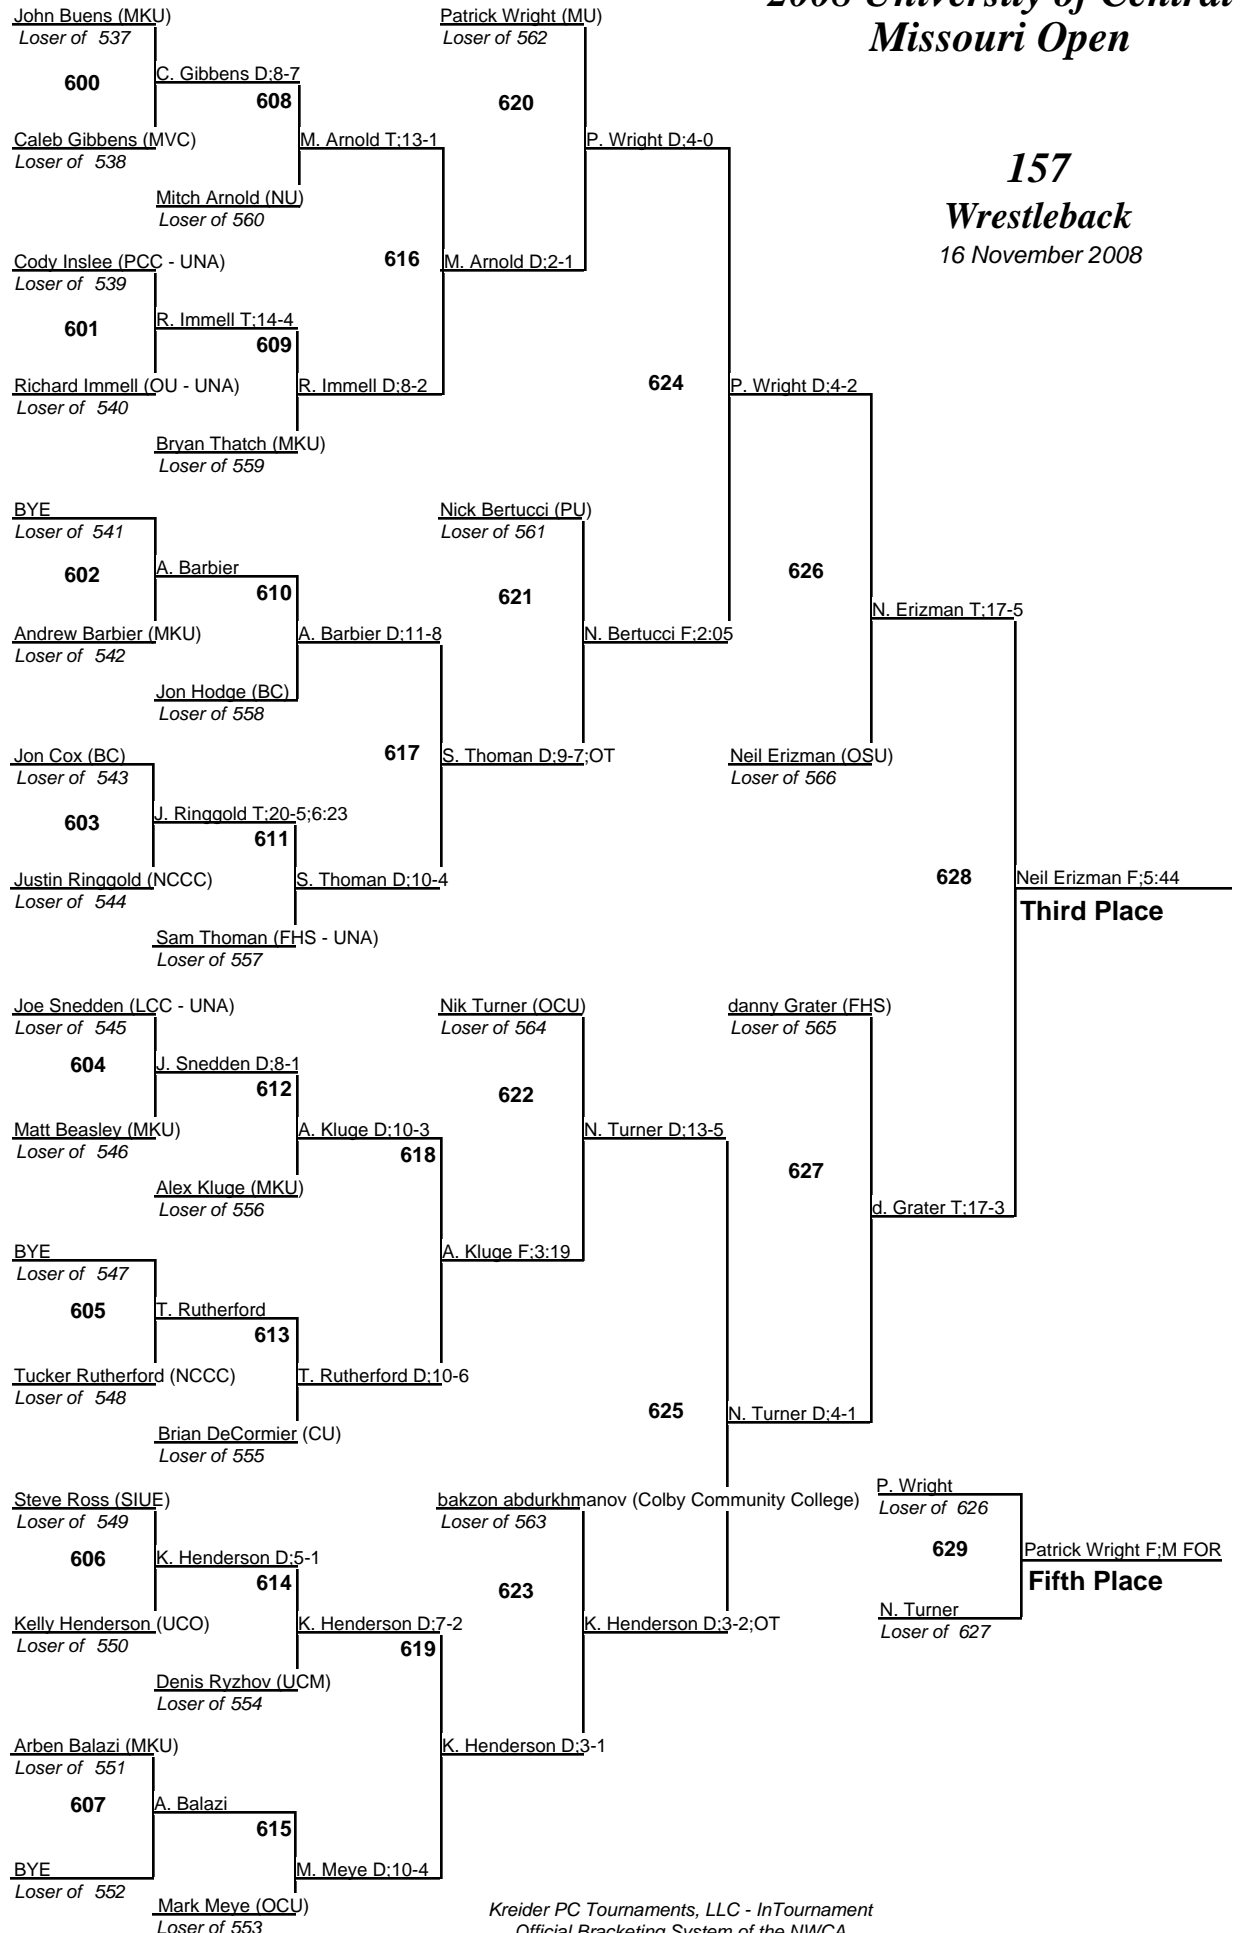 2008 University of Central
Missouri Open
157
Wrestleback
16 November 2008
John Buens (MKU)
Loser of 537
600
C. Gibbens D;8-7
608
Caleb Gibbens (MVC)
Loser of 538
M. Arnold T;13-1
Mitch Arnold (NU)
Loser of 560
Patrick Wright (MU)
Loser of 562
620
P. Wright D;4-0
Cody Inslee (PCC - UNA)
Loser of 539
616
M. Arnold D;2-1
601
R. Immell T;14-4
609
Richard Immell (OU - UNA)
Loser of 540
R. Immell D;8-2
624
P. Wright D;4-2
Bryan Thatch (MKU)
Loser of 559
BYE
Loser of 541
Nick Bertucci (PU)
Loser of 561
602
A. Barbier
610
621
626
Andrew Barbier (MKU)
Loser of 542
A. Barbier D;11-8
N. Bertucci F;2:05
N. Erizman T;17-5
Jon Hodge (BC)
Loser of 558
Jon Cox (BC)
Loser of 543
617
S. Thoman D;9-7;OT
Neil Erizman (OSU)
Loser of 566
603
J. Ringgold T;20-5;6:23
611
Justin Ringgold (NCCC)
Loser of 544
S. Thoman D;10-4
628
Neil Erizman F;5:44
Third Place
Sam Thoman (FHS - UNA)
Loser of 557
Joe Snedden (LCC - UNA)
Loser of 545
Nik Turner (OCU)
Loser of 564
danny Grater (FHS)
Loser of 565
604
J. Snedden D;8-1
612
622
Matt Beasley (MKU)
Loser of 546
A. Kluge D;10-3
618
N. Turner D;13-5
627
Alex Kluge (MKU)
Loser of 556
d. Grater T;17-3
BYE
Loser of 547
A. Kluge F;3:19
605
T. Rutherford
613
Tucker Rutherford (NCCC)
Loser of 548
T. Rutherford D;10-6
625
N. Turner D;4-1
Brian DeCormier (CU)
Loser of 555
Steve Ross (SIUE)
Loser of 549
bakzon abdurkhmanov (Colby Community College)
Loser of 563
P. Wright
Loser of 626
606
K. Henderson D;5-1
614
623
629
Patrick Wright F;M FOR
Fifth Place
Kelly Henderson (UCO)
Loser of 550
K. Henderson D;7-2
619
K. Henderson D;3-2;OT
N. Turner
Loser of 627
Denis Ryzhov (UCM)
Loser of 554
Arben Balazi (MKU)
Loser of 551
K. Henderson D;3-1
607
A. Balazi
615
BYE
Loser of 552
M. Meye D;10-4
Mark Meye (OCU)
Loser of 553
Kreider PC Tournaments, LLC - InTournament
Official Bracketing System of the NWCA